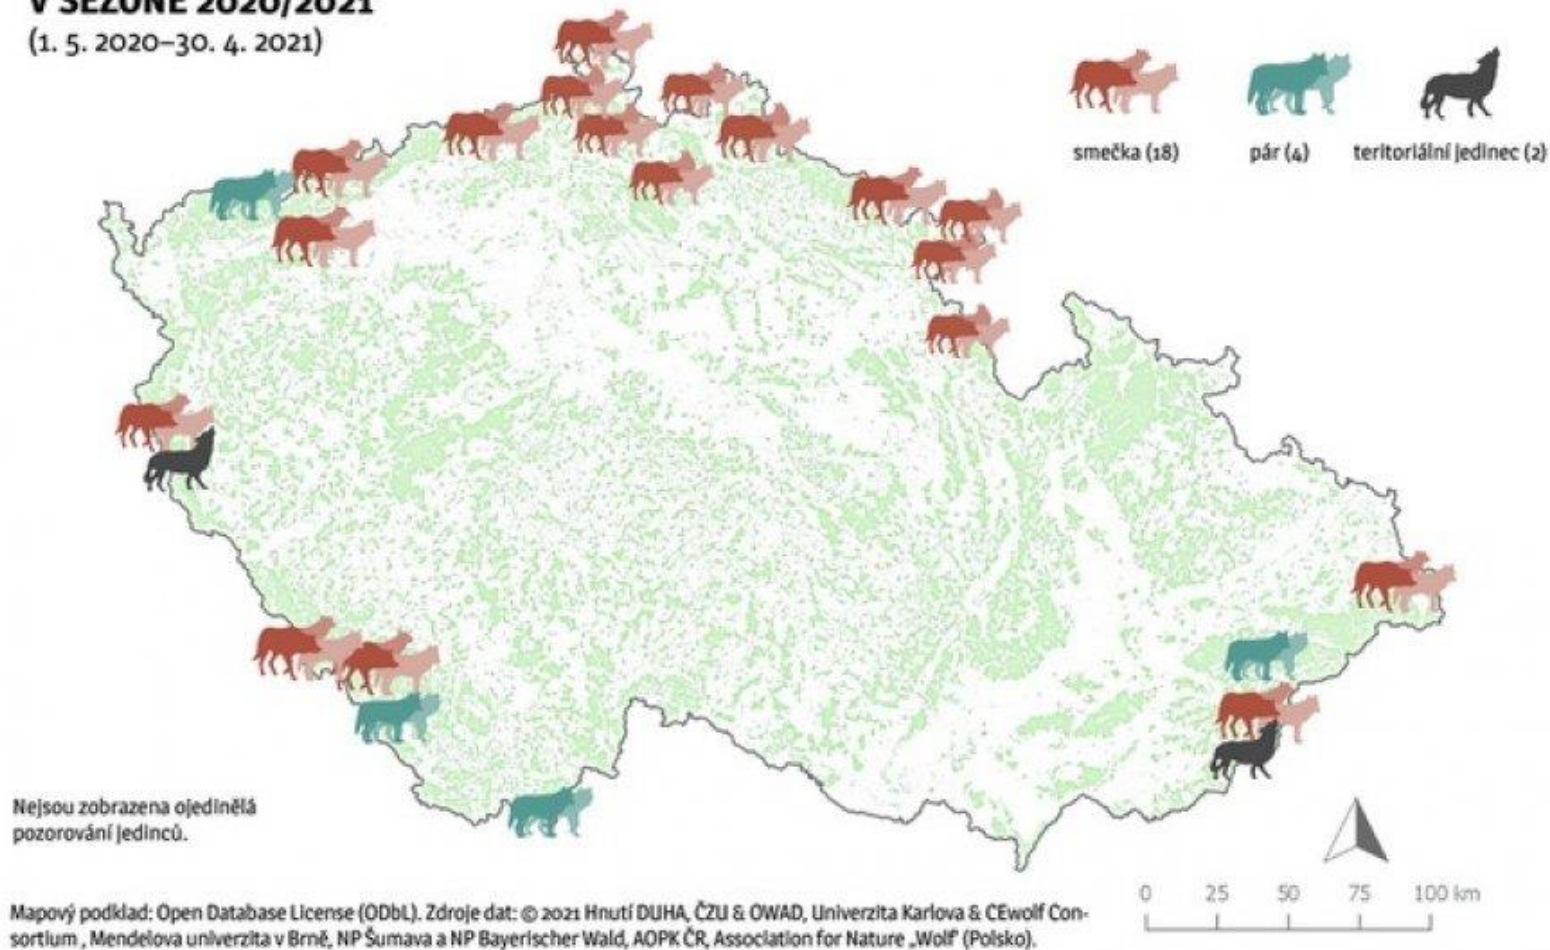 V SEZÓNĚ 2020/2021
(1. 5. 2020–30. 4. 2021)
smečka (18)
pár (4)
teritoriální jedinec (2)
Nejsou zobrazena ojedinělá
pozorování jedinců.
0 25 50 75 100 km
Mapový podklad: Open Database License (ODbL). Zdroje dat: © 2021 Hnutí DUHA, ČZU & OWAD, Univerzita Karlova & CEwolf Con-
sortium , Mendelova univerzita v Brně, NP Šumava a NP Bayerischer Wald, AOPK ČR, Association for Nature „Wolf“ (Polsko).